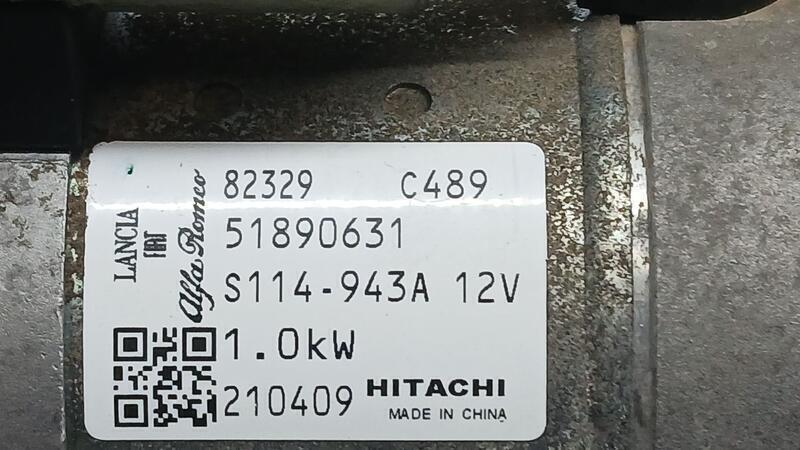 82329 C489
51890631
S114-943A 12V
1.0kW
210409 HITACHI
MADE IN CHINA
LANCIA
FIAT
Alfa Romeo